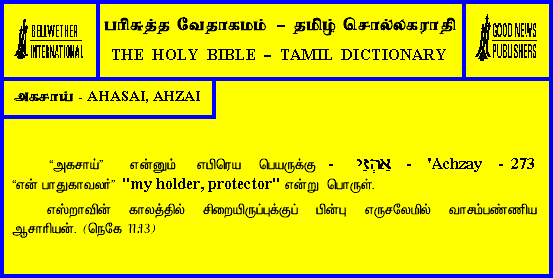 BELLWETHER
INTERNATIONAL
பரிசுத்த வேதாகமம் – தமிழ் சொல்லகராதி
THE HOLY BIBLE – TAMIL DICTIONARY
GOOD NEWS
PUBLISHERS
அகசாய் - AHASAI, AHZAI
“அகசாய்” என்னும் எபிரெய பெயருக்கு - אַחְזַי - 'Achzay - 273
“என் பாதுகாவலர்” "my holder, protector" என்று பொருள்.
எஸ்றாவின் காலத்தில் சிறையிருப்புக்குப் பின்பு எருசலேமில் வாசம்பண்ணிய
ஆசாரியன். (நெகே 11:13)